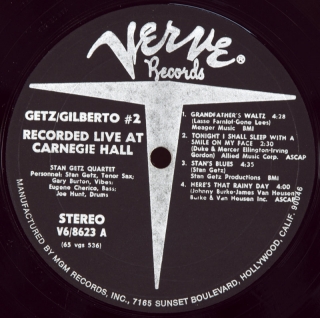 Verve
Records®
GETZ/GILBERTO #2
RECORDED LIVE AT
CARNEGIE HALL
STAN GETZ QUARTET
Personnel: Stan Getz, Tenor Sax;
Gary Burton, Vibes;
Eugene Cherico, Bass;
Joe Hunt, Drums
STEREO
V6/8623 A
(65 vgs 536)
1. GRANDFATHER'S WALTZ 4:28
(Lasse Farnlof-Gene Lees)
Meager Music BMI
2. TONIGHT I SHALL SLEEP WITH A
SMILE ON MY FACE 2:30
(Duke & Mercer Ellington-Irving
Gordon) Allied Music Corp. ASCAP
3. STAN'S BLUES 4:35
(Stan Getz)
Stan Getz Productions BMI
4. HERE'S THAT RAINY DAY 4:00
(Johnny Burke-James Van Heusen)
Burke & Van Heusen Inc. ASCAP
MANUFACTURED BY MGM RECORDS, INC., 7165 SUNSET BOULEVARD, HOLLYWOOD, CALIF. 90046